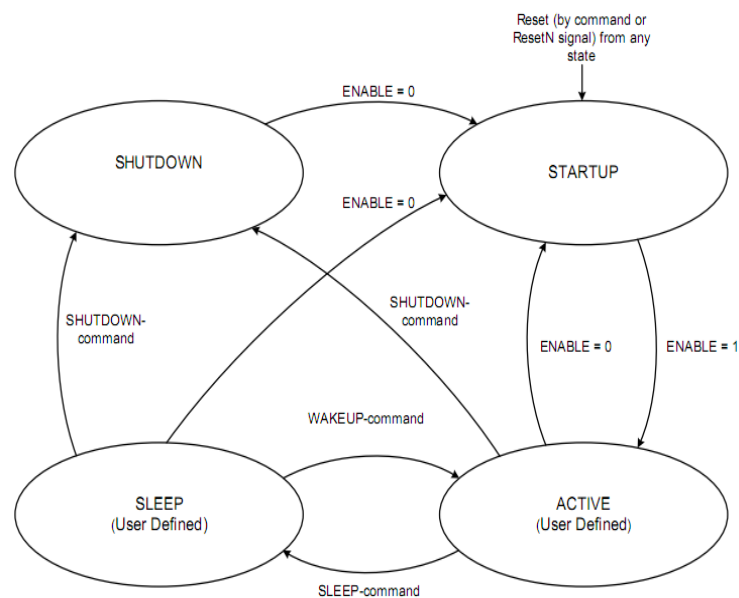 Reset (by command or
ResetN signal) from any
state
ENABLE = 0
SHUTDOWN
STARTUP
ENABLE = 0
SHUTDOWN-
command
SHUTDOWN-
command
ENABLE = 0
ENABLE = 1
WAKEUP-command
SLEEP
(User Defined)
ACTIVE
(User Defined)
SLEEP-command